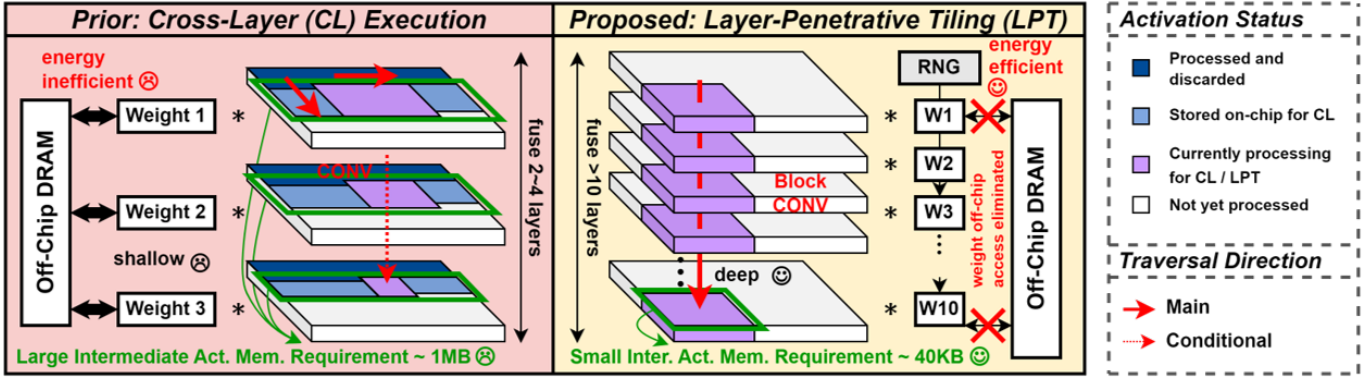 Prior: Cross-Layer (CL) Execution
energy
inefficient
Off-Chip DRAM
Weight 1
*
Weight 2
*
shallow
Weight 3
*
CONV
fuse 2~4 layers
Large Intermediate Act. Mem. Requirement ~ 1MB
Proposed: Layer-Penetrative Tiling (LPT)
fuse >10 layers
Block
CONV
deep
RNG
energy
efficient
*
W1
W2
*
W3
*
W10
weight off-chip
access eliminated
Off-Chip DRAM
Small Inter. Act. Mem. Requirement ~ 40KB
Activation Status
Processed and
discarded
Stored on-chip for CL
Currently processing
for CL / LPT
Not yet processed
Traversal Direction
Main
Conditional